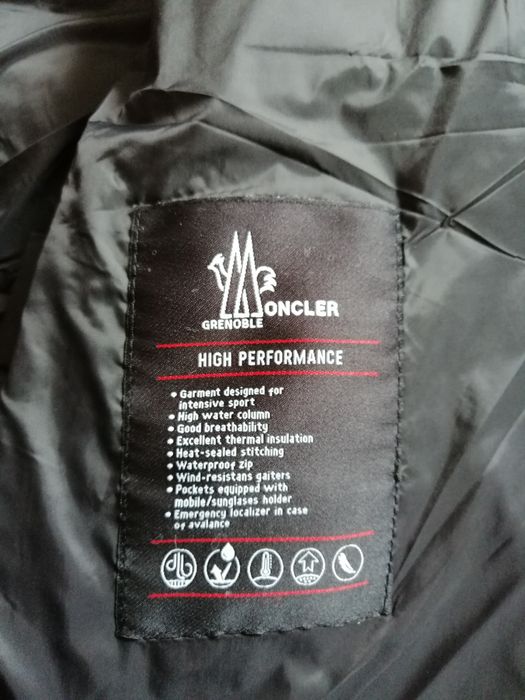 MONCLER
GRENOBLE
HIGH PERFORMANCE
• Garment designed for
intensive sport
• High water column
• Good breathability
• Excellent thermal insulation
• Heat-sealed stitching
• Waterproof zip
• Wind-resistans gaiters
• Pockets equipped with
mobile/sunglases holder
• Emergency localizer in case
of avalance